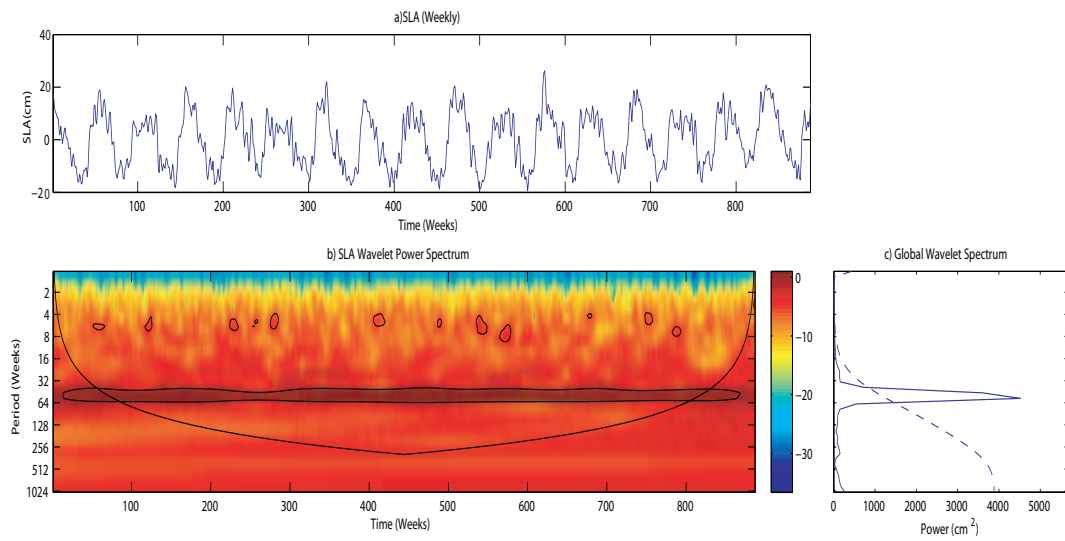 a)SLA (Weekly)
40
20
0
−20
SLA(cm)
100 200 300 400 500 600 700 800
Time (Weeks)
b) SLA Wavelet Power Spectrum
2
4
8
16
32
64
128
256
512
1024
Period (Weeks)
100 200 300 400 500 600 700 800
Time (Weeks)
0
−10
−20
−30
c) Global Wavelet Spectrum
0 1000 2000 3000 4000 5000
Power (cm 2)